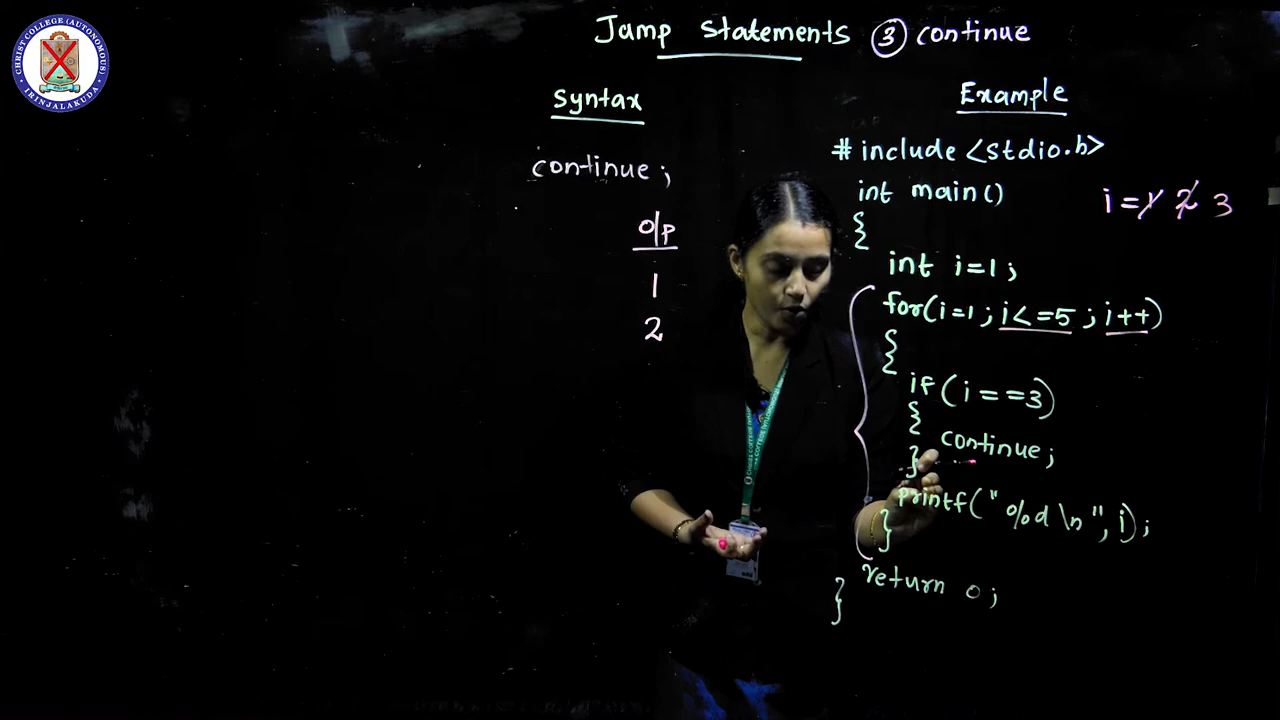 CHRIST COLLEGE (AUTONOMOUS)
IRINJALAKUDA
Jump Statements ③ continue
Syntax
continue ;
O/P
1
2
Example
# include <stdio.h>
int main()
{
int i=1 ;
for(i=1 ; i<=5 ; i++)
{
if (i==3)
{
continue;
}
printf("%d \n", i);
}
return 0 ;
}
i = 1 2 3